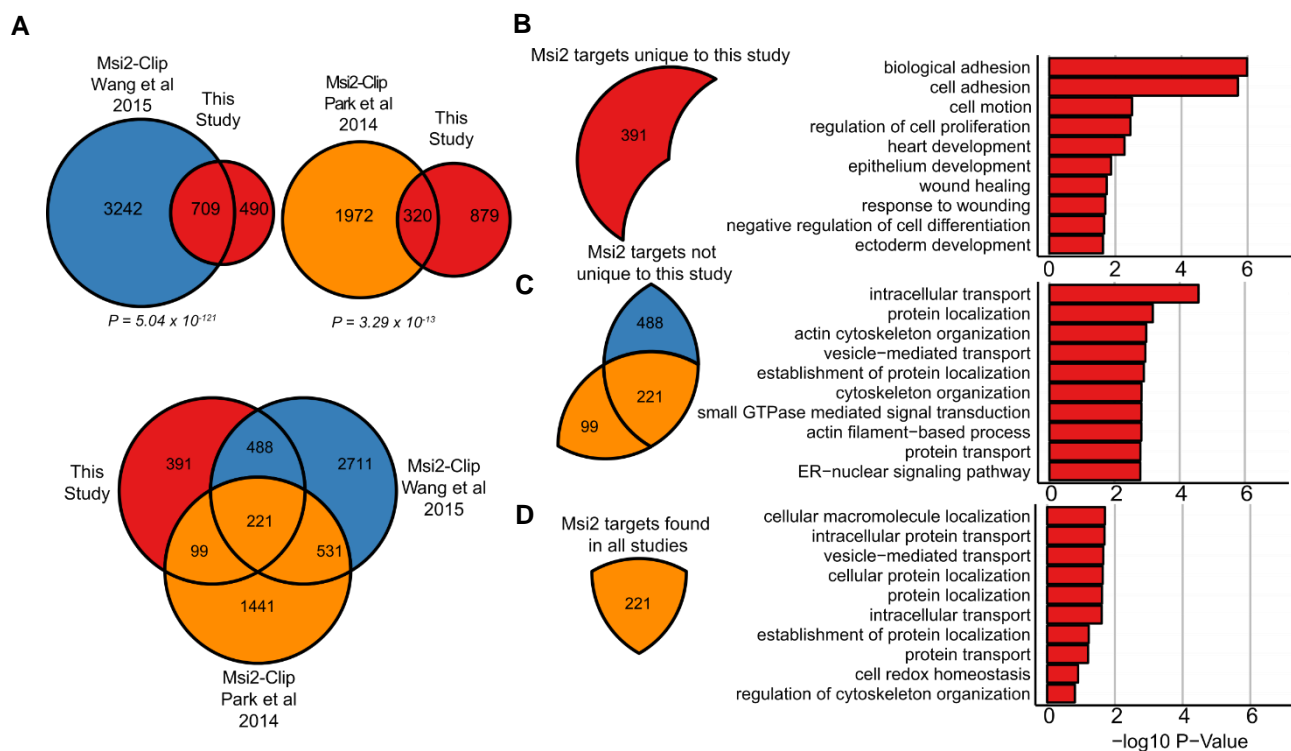 A
Msi2-Clip
Wang et al
2015
This
Study
3242
709
490
P = 5.04 x 10-121
Msi2-Clip
Park et al
2014
This
Study
1972
320
879
P = 3.29 x 10-13
This
Study
391
488
2711
Msi2-Clip
Wang et al
2015
221
99
531
1441
Msi2-Clip
Park et al
2014
B
Msi2 targets unique to this study
391
biological adhesion
cell adhesion
cell motion
regulation of cell proliferation
heart development
epithelium development
wound healing
response to wounding
negative regulation of cell differentiation
ectoderm development
0 2 4 6
C
Msi2 targets not
unique to this study
488
221
99
intracellular transport
protein localization
actin cytoskeleton organization
vesicle−mediated transport
establishment of protein localization
cytoskeleton organization
small GTPase mediated signal transduction
actin filament−based process
protein transport
ER−nuclear signaling pathway
0 2 4 6
D
Msi2 targets found
in all studies
221
cellular macromolecule localization
intracellular protein transport
vesicle−mediated transport
cellular protein localization
protein localization
intracellular transport
establishment of protein localization
protein transport
cell redox homeostasis
regulation of cytoskeleton organization
0 2 4 6
−log10 P−Value